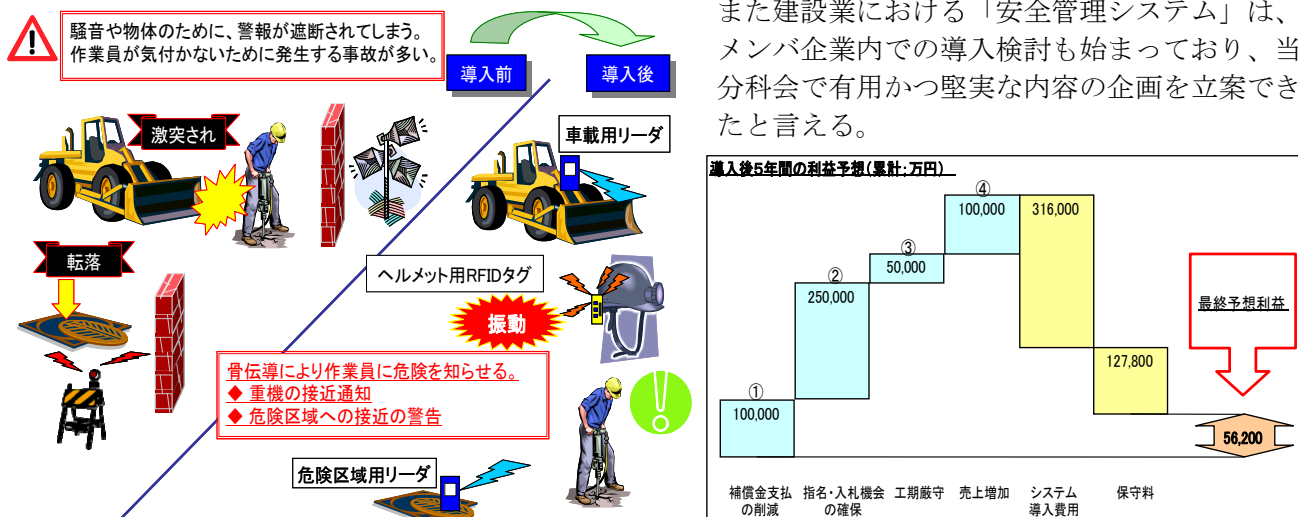 騒音や物体のために、警報が遮断されてしまう。
作業員が気付かないために発生する事故が多い。
導入前
導入後
激突され
車載用リーダ
転落
ヘルメット用RFIDタグ
振動
骨伝導により作業員に危険を知らせる。
◆ 重機の接近通知
◆ 危険区域への接近の警告
危険区域用リーダ
また建設業における「安全管理システム」は、
メンバ企業内での導入検討も始まっており、当
分科会で有用かつ堅実な内容の企画を立案でき
たと言える。
導入後5年間の利益予想(累計:万円)
①
100,000
②
250,000
③
50,000
④
100,000
316,000
127,800
最終予想利益
56,200
補償金支払
の削減
指名・入札機会
の確保
工期厳守
売上増加
システム
導入費用
保守料